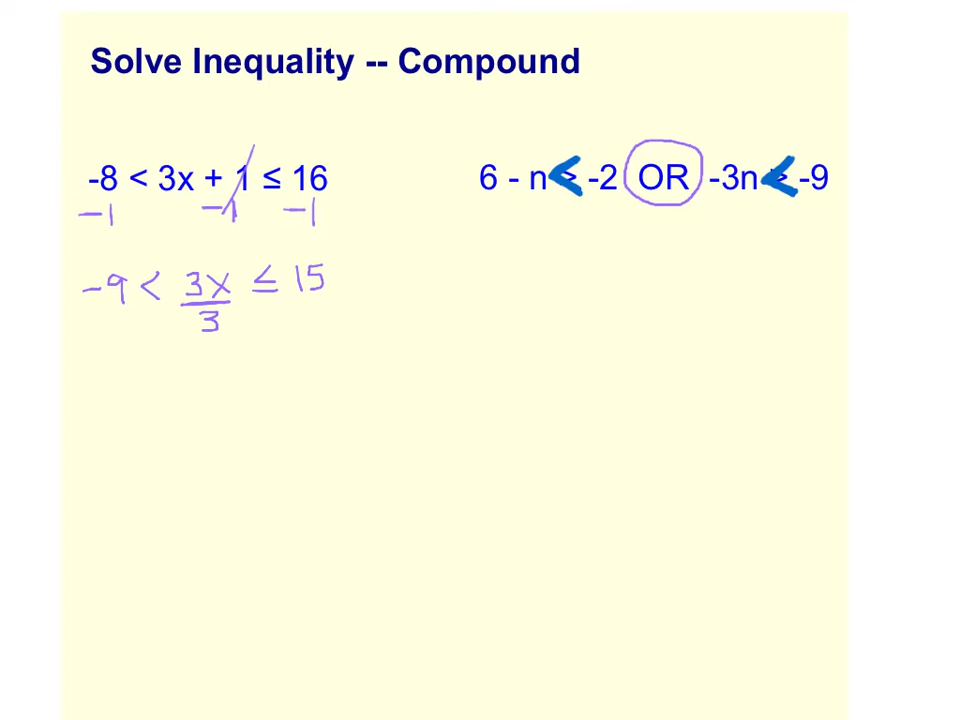 Solve Inequality -- Compound
-8 < 3x + 1 ≤ 16
-1 -1 -1
-9 < 3x ≤ 15
3
6 - n < -2 OR -3n < -9